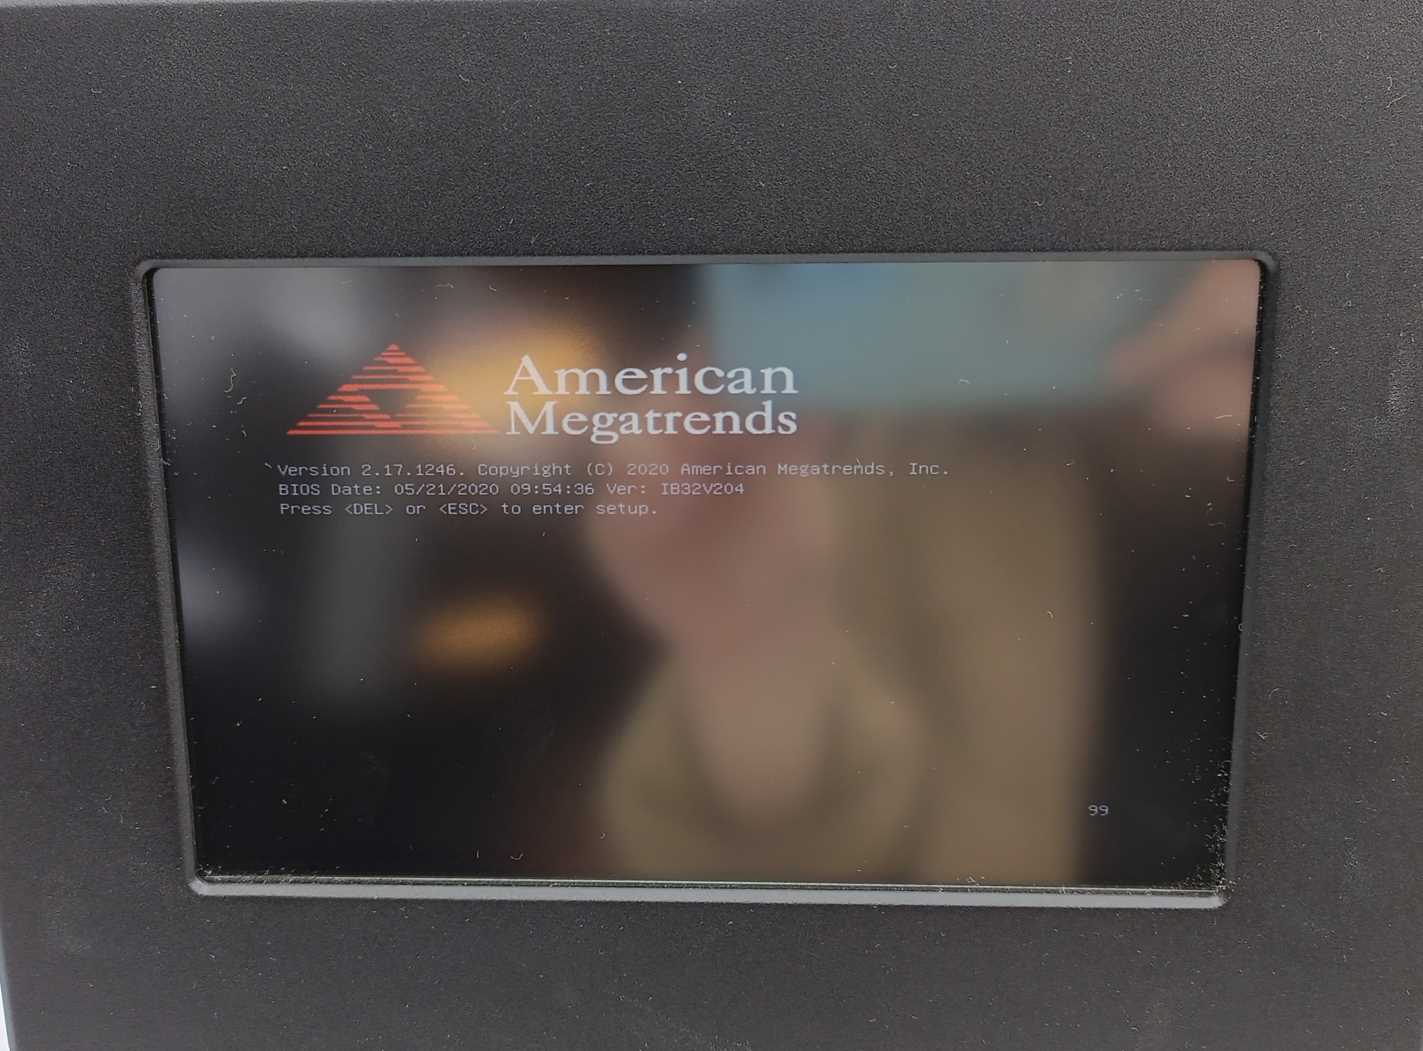 American
Megatrends
Version 2.17.1246. Copyright (C) 2020 American Megatrends, Inc.
BIOS Date: 05/21/2020 09:54:36 Ver: IB32V204
Press <DEL> or <ESC> to enter setup.
99